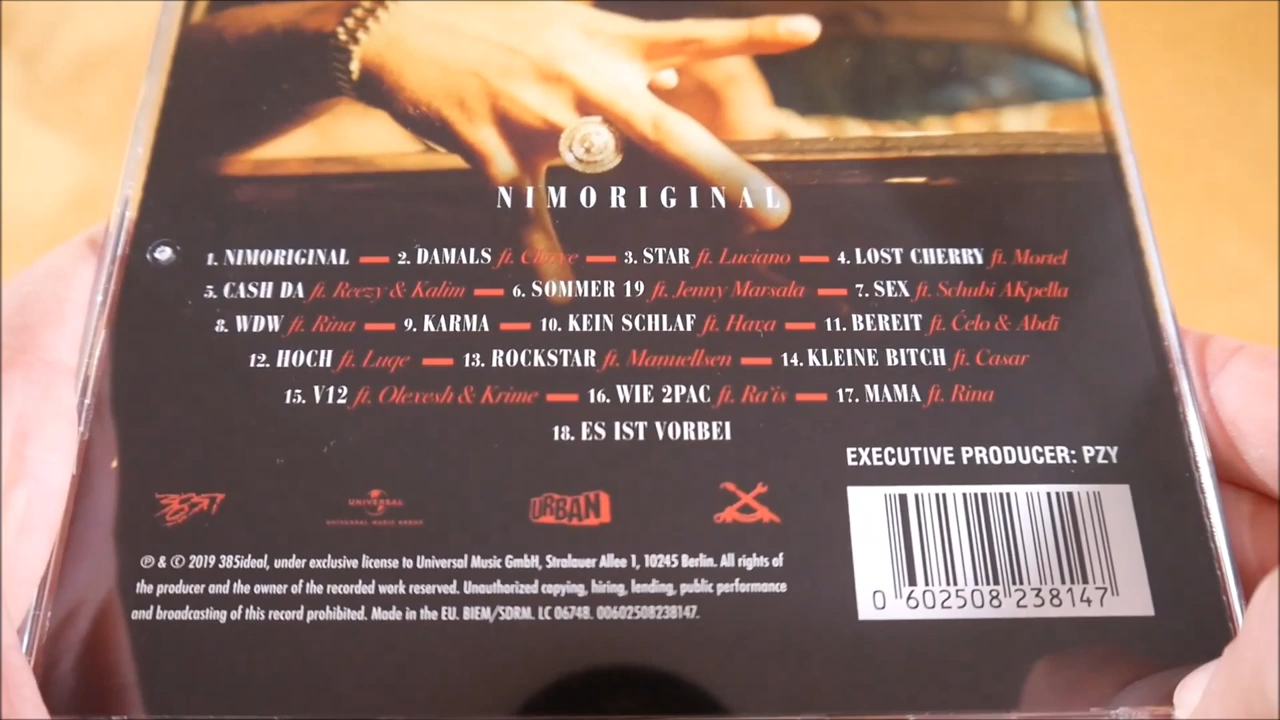 NIMORIGINAL
1. NIMORIGINAL — 2. DAMALS ft. — 3. STAR ft. Luciano — 4. LOST CHERRY ft. Mortel
5. CASH DA ft. Reezy & Kalim — 6. SOMMER 19 ft. Jenny Marsala — 7. SEX ft. Schubi AKpella
8. WDW ft. Rina — 9. KARMA — 10. KEIN SCHLAF ft. Hava — 11. BEREIT ft. Ćelo & Abdï
12. HOCH ft. Luqe — 13. ROCKSTAR ft. Manuellsen — 14. KLEINE BITCH ft. Casar
15. V12 ft. Olexesh & Krime — 16. WIE 2PAC ft. Ra'is — 17. MAMA ft. Rina
18. ES IST VORBEI
EXECUTIVE PRODUCER: PZY
UNIVERSAL
UNIVERSAL MUSIC GROUP
URBAN
℗ & © 2019 385ideal, under exclusive license to Universal Music GmbH, Stralauer Allee 1, 10245 Berlin. All rights of
the producer and the owner of the recorded work reserved. Unauthorized copying, hiring, lending, public performance
and broadcasting of this record prohibited. Made in the EU. BIEM/SDRM. LC 06748. 00602508238147.
0 602508 238147